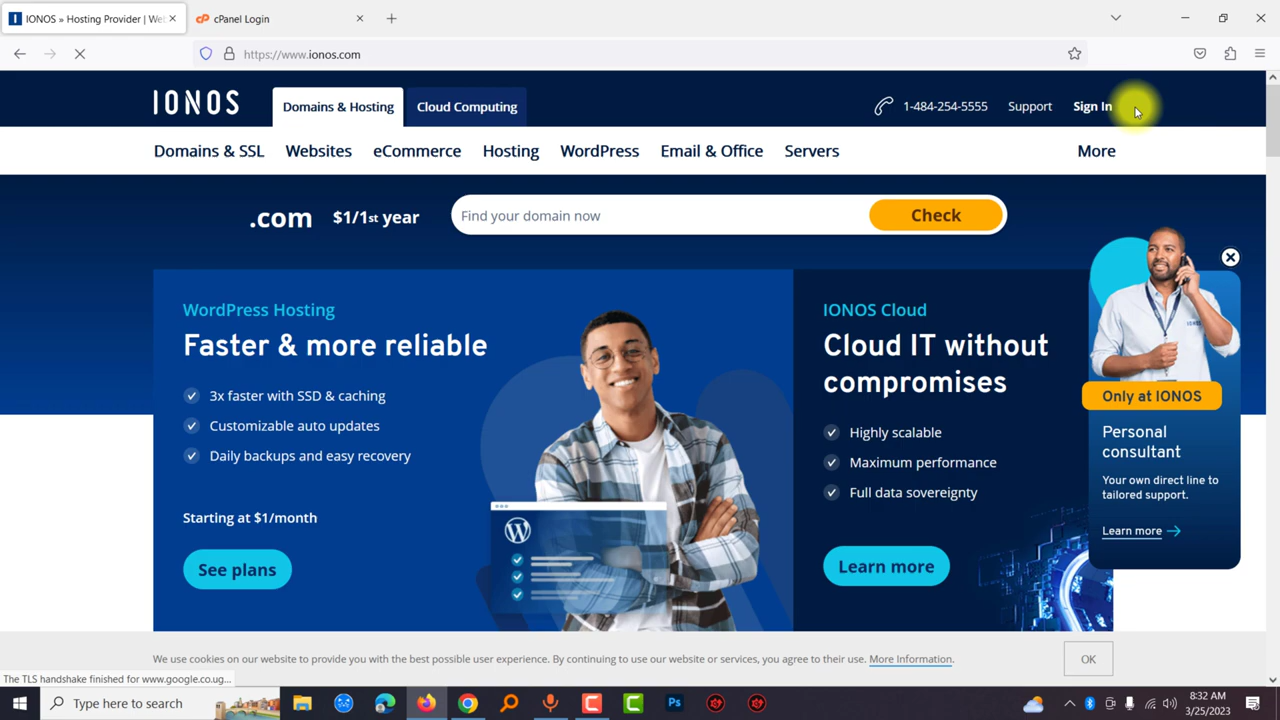 IONOS » Hosting Provider | Web
cPanel Login
https://www.ionos.com
IONOS
Domains & Hosting
Cloud Computing
1-484-254-5555
Support
Sign In
Domains & SSL
Websites
eCommerce
Hosting
WordPress
Email & Office
Servers
More
.com
$1/1st year
Find your domain now
Check
WordPress Hosting
Faster & more reliable
3x faster with SSD & caching
Customizable auto updates
Daily backups and easy recovery
Starting at $1/month
See plans
IONOS Cloud
Cloud IT without
compromises
Highly scalable
Maximum performance
Full data sovereignty
Learn more
Only at IONOS
Personal
consultant
Your own direct line to
tailored support.
Learn more
We use cookies on our website to provide you with the best possible user experience. By continuing to use our website or services, you agree to their use. More Information.
OK
The TLS handshake finished for www.google.co.ug...
Type here to search
8:32 AM
3/25/2023